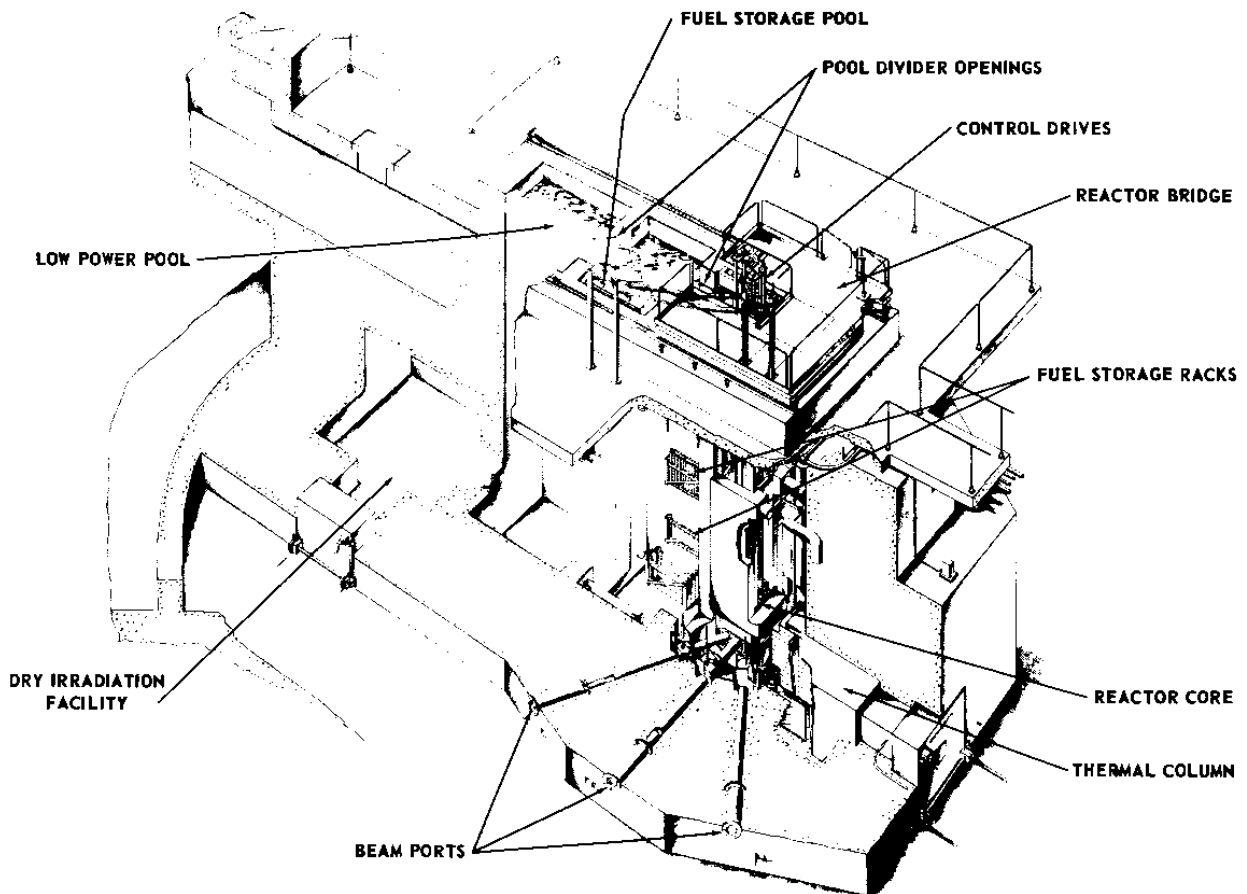 FUEL STORAGE POOL
POOL DIVIDER OPENINGS
CONTROL DRIVES
REACTOR BRIDGE
LOW POWER POOL
FUEL STORAGE RACKS
DRY IRRADIATION
FACILITY
REACTOR CORE
THERMAL COLUMN
BEAM PORTS